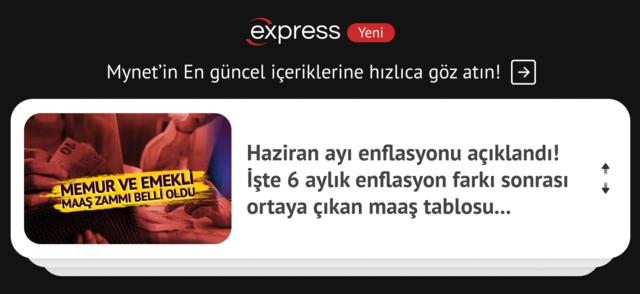 express Yeni
Mynet'in En güncel içeriklerine hızlıca göz atın!
MEMUR VE EMEKLİ
MAAŞ ZAMMI BELLİ OLDU
Haziran ayı enflasyonu açıklandı!
İşte 6 aylık enflasyon farkı sonrası
ortaya çıkan maaş tablosu...